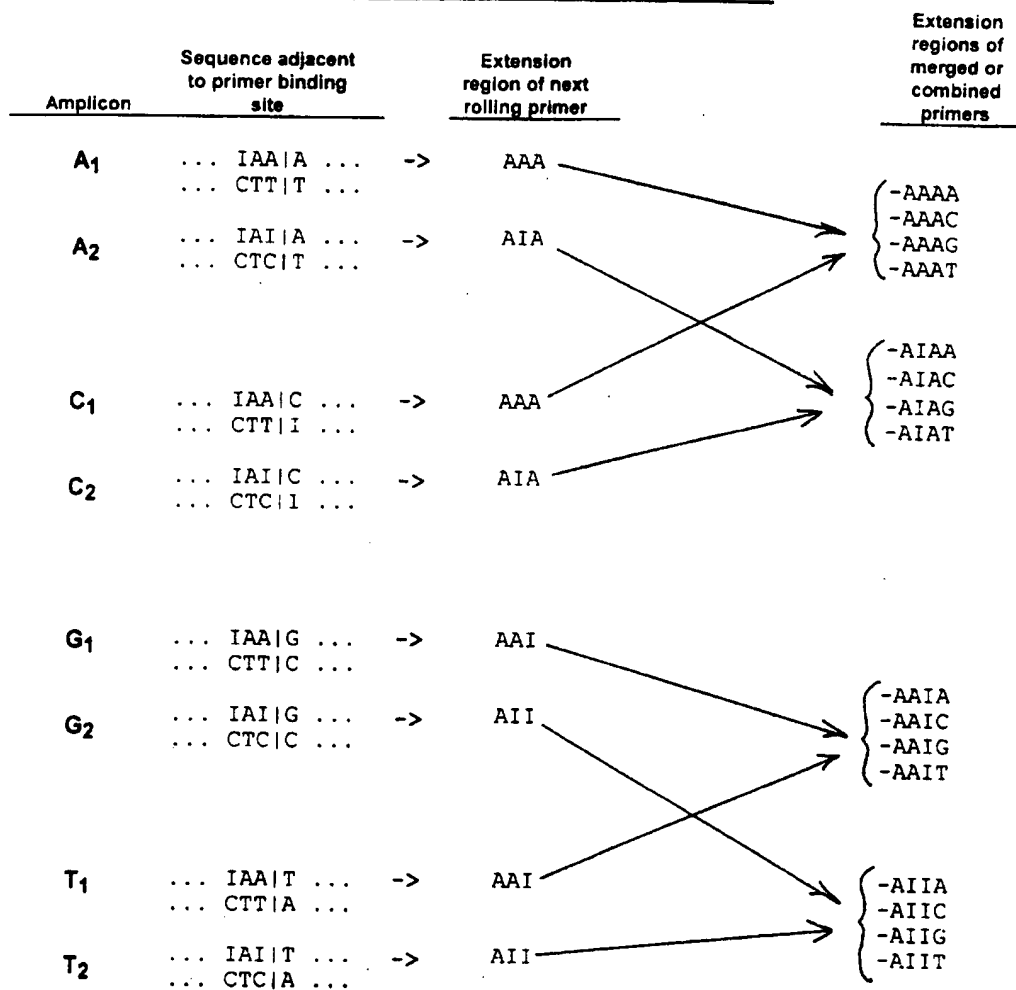 Amplicon
Sequence adjacent
to primer binding
site
Extension
region of next
rolling primer
Extension
regions of
merged or
combined
primers
A1 ... IAA|A ... -> AAA
... CTT|T ...
A2 ... IAI|A ... -> AIA
... CTC|T ...
-AAAA
-AAAC
-AAAG
-AAAT
C1 ... IAA|C ... -> AAA
... CTT|I ...
C2 ... IAI|C ... -> AIA
... CTC|I ...
-AIAA
-AIAC
-AIAG
-AIAT
G1 ... IAA|G ... -> AAI
... CTT|C ...
G2 ... IAI|G ... -> AII
... CTC|C ...
-AAIA
-AAIC
-AAIG
-AAIT
T1 ... IAA|T ... -> AAI
... CTT|A ...
T2 ... IAI|T ... -> AII
... CTC|A ...
-AIIA
-AIIC
-AIIG
-AIIT